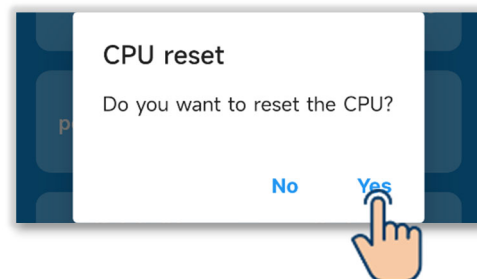 CPU reset
Do you want to reset the CPU?
p
No Yes